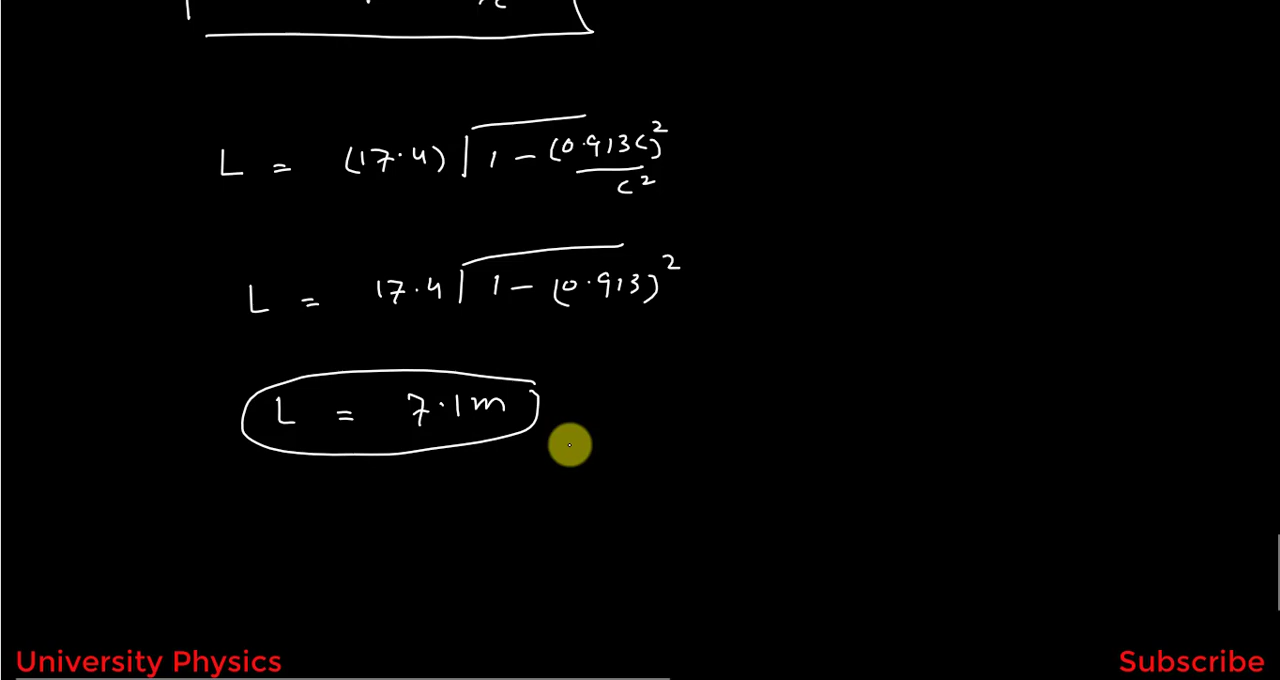 L = (17.4) √(1 - (0.913c)²/c²)
L = 17.4 √(1 - (0.913)²)
L = 7.1m
University Physics
Subscribe